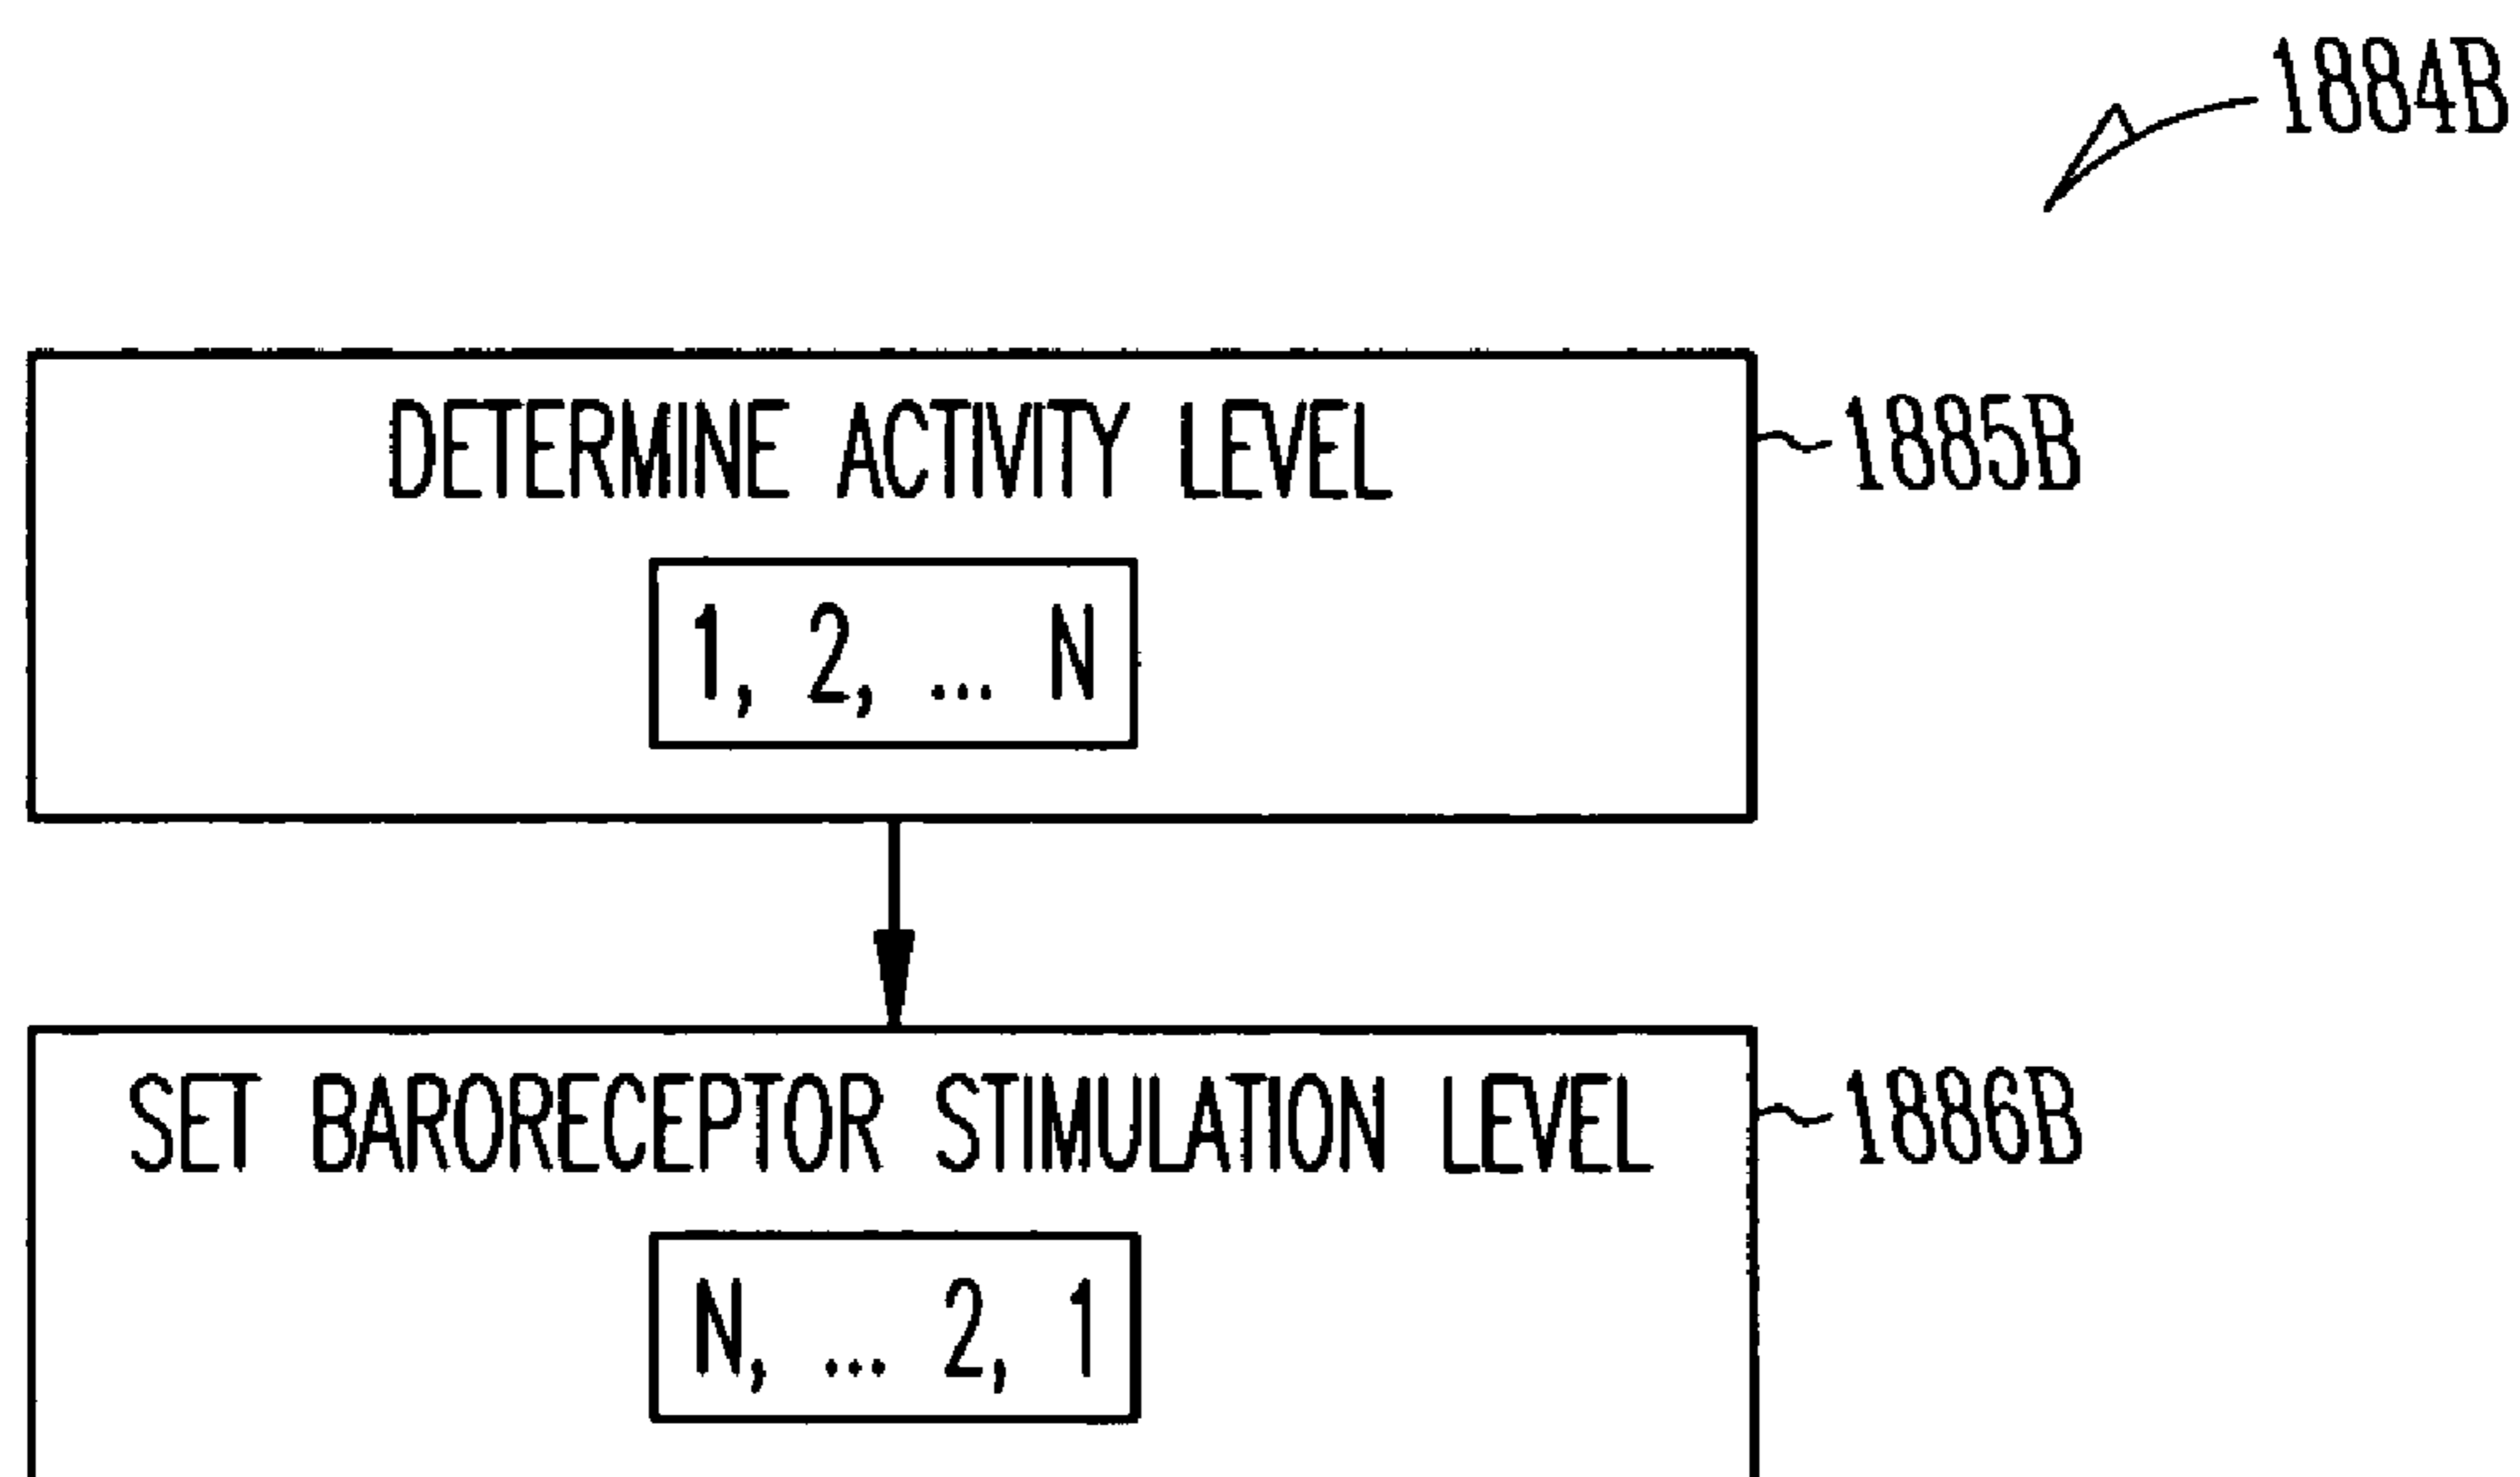 1884B
DETERMINE ACTIVITY LEVEL
1885B
1, 2, ... N
SET BARORECEPTOR STIMULATION LEVEL
1886B
N, ... 2, 1